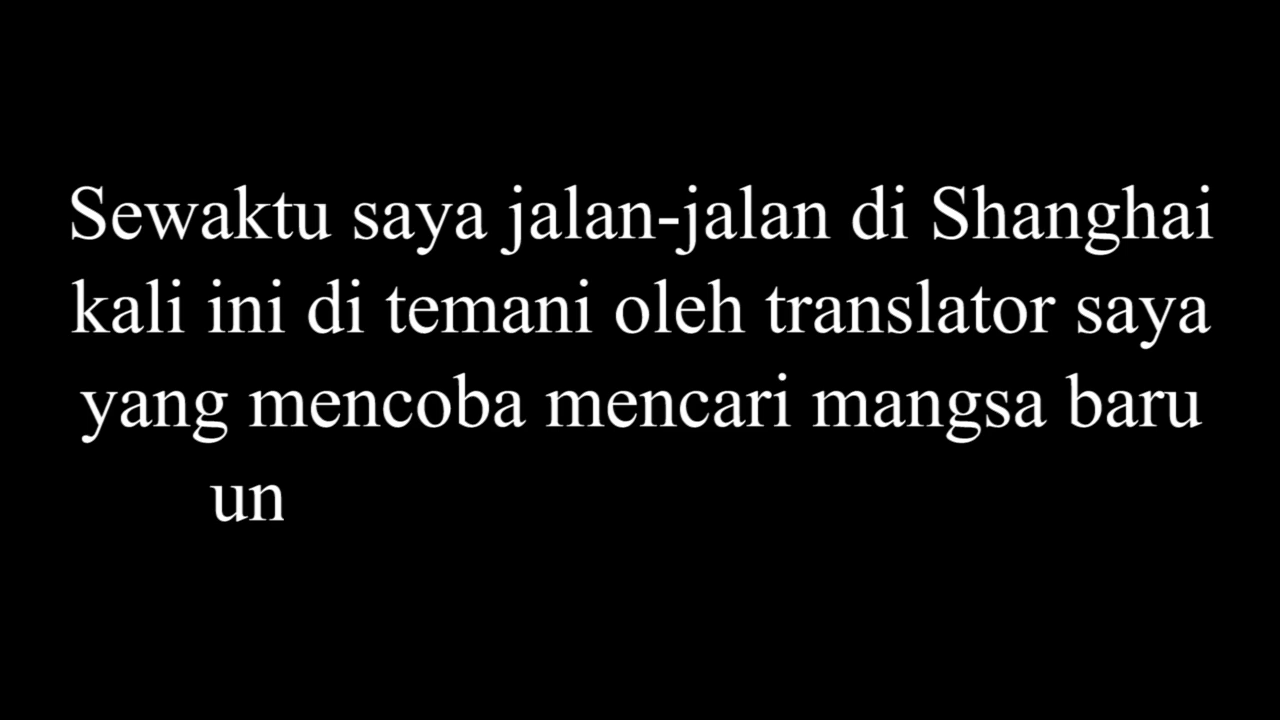 Sewaktu saya jalan-jalan di Shanghai
kali ini di temani oleh translator saya
yang mencoba mencari mangsa baru
un